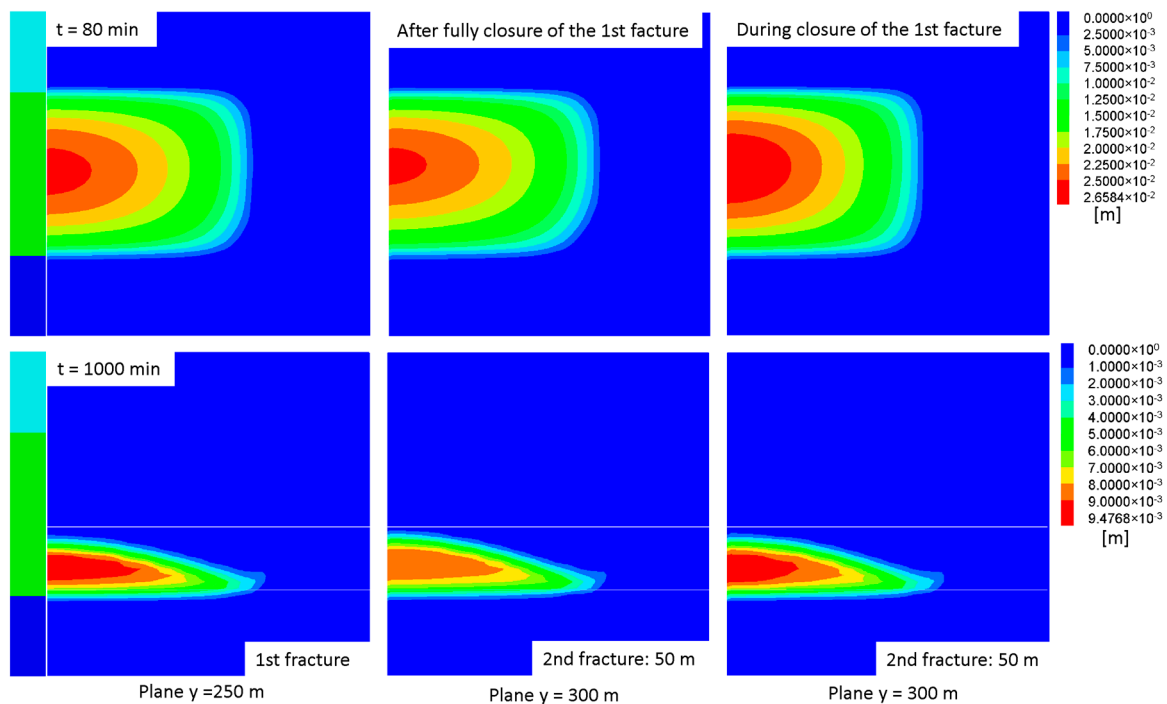 t = 80 min
After fully closure of the 1st facture
During closure of the 1st facture
0.0000×10⁰
2.5000×10⁻³
5.0000×10⁻³
7.5000×10⁻³
1.0000×10⁻²
1.2500×10⁻²
1.5000×10⁻²
1.7500×10⁻²
2.0000×10⁻²
2.2500×10⁻²
2.5000×10⁻²
2.6584×10⁻²
[m]
t = 1000 min
0.0000×10⁰
1.0000×10⁻³
2.0000×10⁻³
3.0000×10⁻³
4.0000×10⁻³
5.0000×10⁻³
6.0000×10⁻³
7.0000×10⁻³
8.0000×10⁻³
9.0000×10⁻³
9.4768×10⁻³
[m]
1st fracture
2nd fracture: 50 m
2nd fracture: 50 m
Plane y =250 m
Plane y = 300 m
Plane y = 300 m